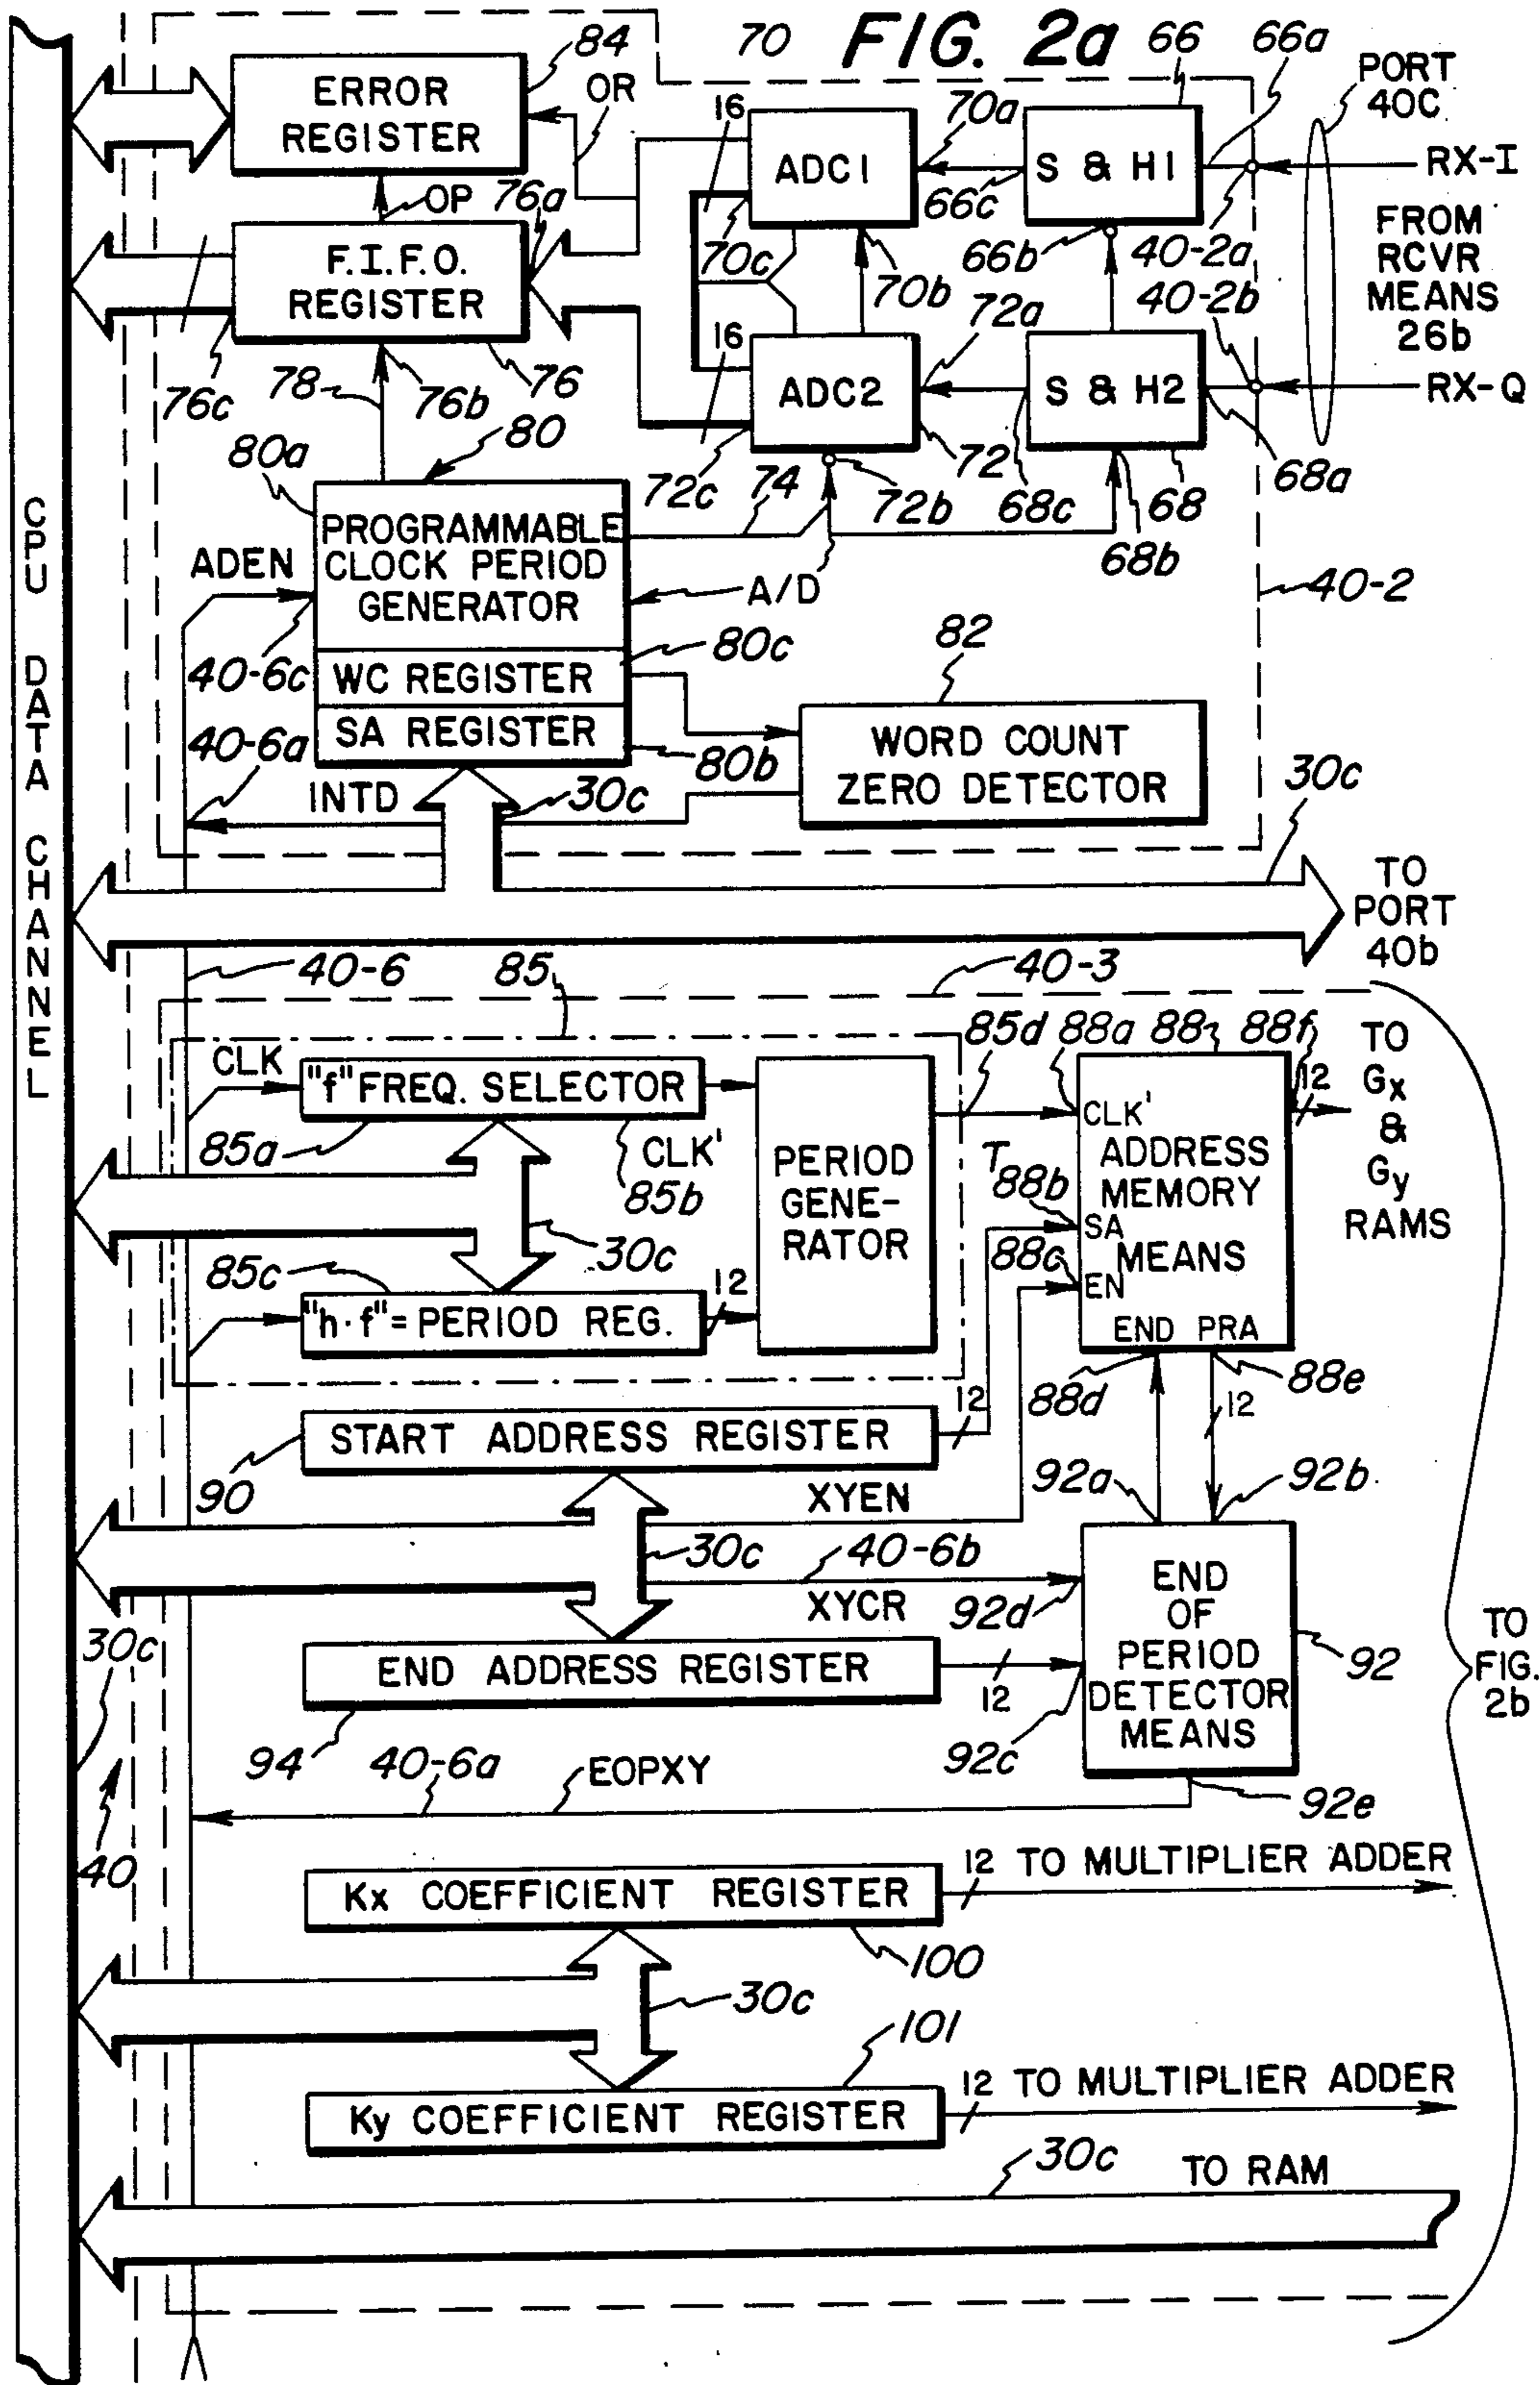 FIG. 2a
70
66
66a
84
OR
ERROR
REGISTER
16
ADC1
70a
S & H1
66c
PORT
40C
RX-I
OP
76a
70c
70b
66b
40-2a
FROM
RCVR
MEANS
26b
F.I.F.O.
REGISTER
40-2b
16
72a
ADC2
S & H2
RX-Q
76c
78
76b
76
80a
80
72c
74
72b
72
68c
68
68a
68b
PROGRAMMABLE
CLOCK PERIOD
GENERATOR
ADEN
A/D
40-2
40-6c
WC REGISTER
80c
82
SA REGISTER
80b
40-6a
INTD
30c
WORD COUNT
ZERO DETECTOR
30c
CPU DATA CHANNEL
TO
PORT
40b
40-6
85
40-3
CLK
"f" FREQ. SELECTOR
85a
CLK'
85b
PERIOD
GENE-
RATOR
85d
88a
88
88f
12
TO
Gx
&
Gy
RAMS
CLK'
ADDRESS
MEMORY
MEANS
T
88b
SA
88c
EN
END
PRA
30c
85c
"h·f"=PERIOD REG.
12
88d
88e
12
START ADDRESS REGISTER
12
90
XYEN
92a
92b
30c
40-6b
XYCR
92d
END
OF
PERIOD
DETECTOR
MEANS
92
TO
FIG.
2b
30c
END ADDRESS REGISTER
12
94
92c
40-6a
EOPXY
92e
40
Kx COEFFICIENT REGISTER
12
TO MULTIPLIER ADDER
100
30c
101
Ky COEFFICIENT REGISTER
12
TO MULTIPLIER ADDER
30c
TO RAM